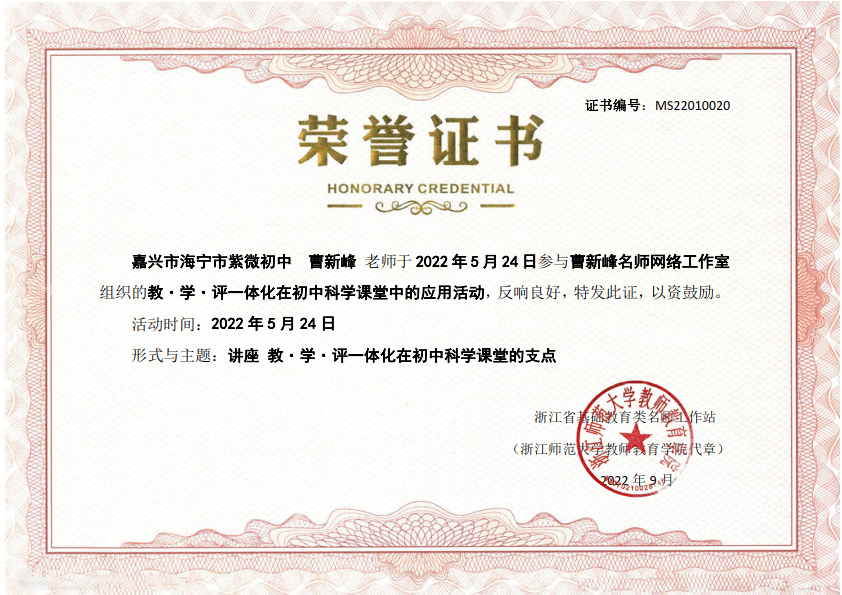 证书编号：MS22010020
荣誉证书
HONORARY CREDENTIAL
嘉兴市海宁市紫微初中　曹新峰 老师于 2022 年 5 月 24 日参与曹新峰名师网络工作室
组织的教·学·评一体化在初中科学课堂中的应用活动，反响良好，特发此证，以资鼓励。
活动时间：2022 年 5 月 24 日
形式与主题：讲座 教·学·评一体化在初中科学课堂的支点
浙江省基础教育类名师工作站
（浙江师范大学教师教育学院代章）
2022 年 9 月
浙江师范大学教师教育学院